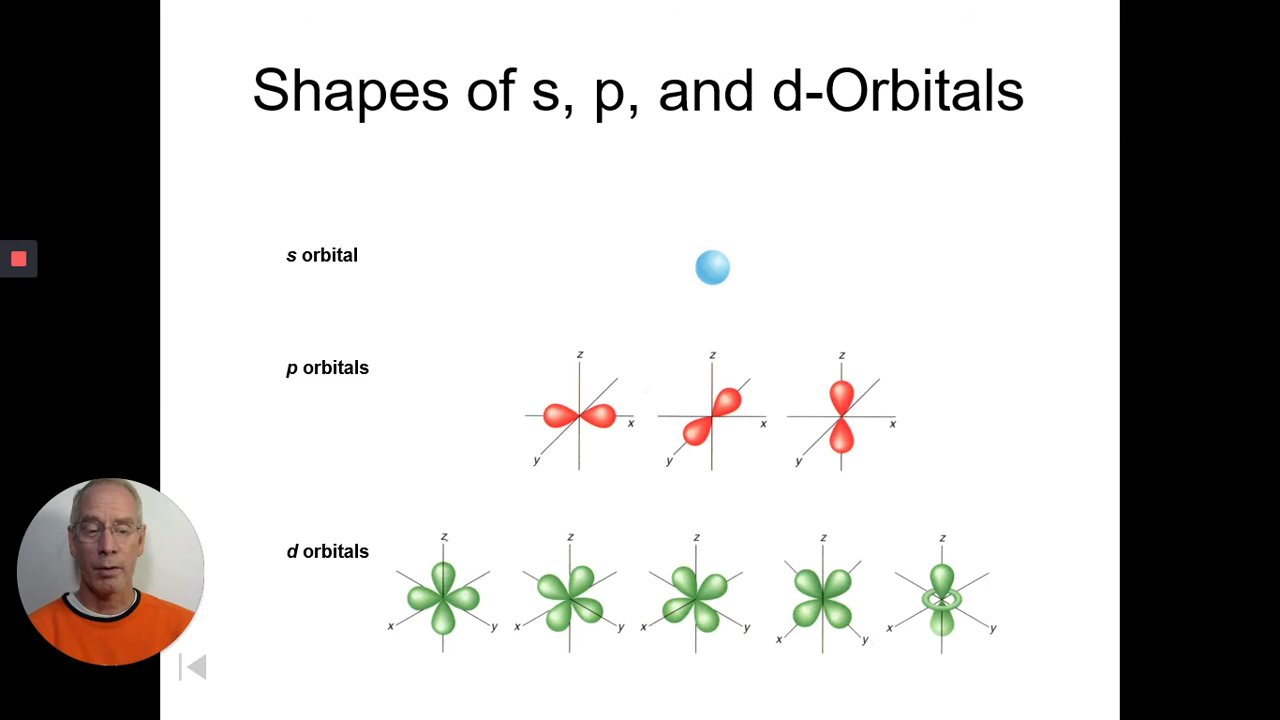 Shapes of s, p, and d-Orbitals
s orbital
p orbitals
z
z
z
x
x
x
y
y
y
d orbitals
z
z
z
z
z
x
y
x
y
x
y
x
y
x
y